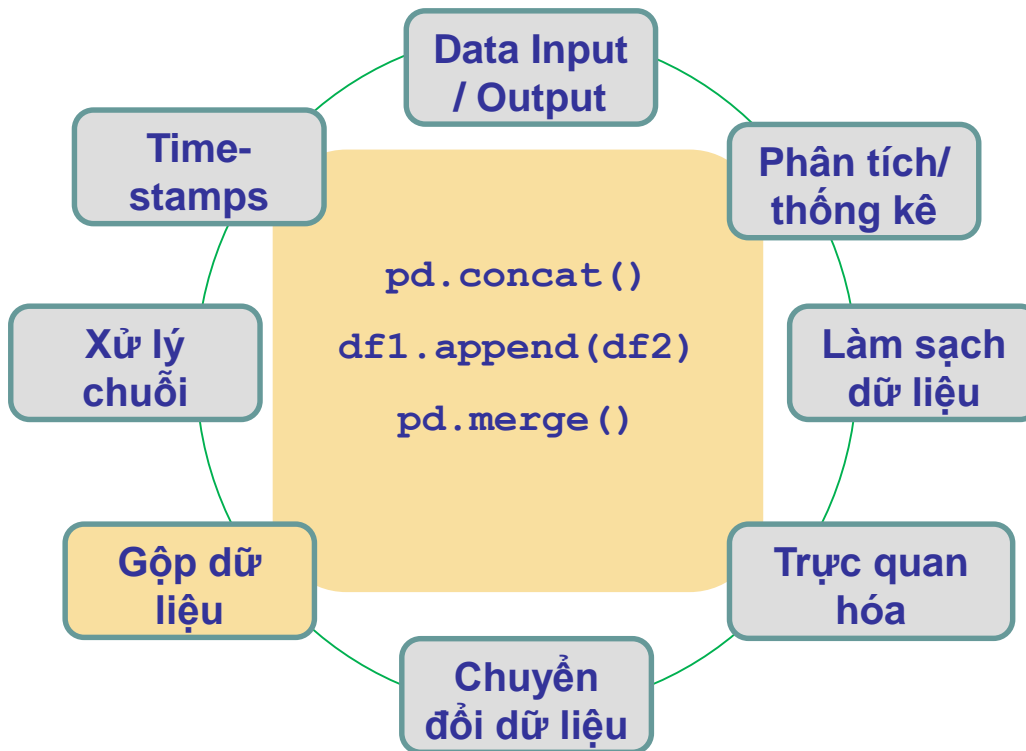 Data Input
/ Output
Time-
stamps
Phân tích/
thống kê
pd.concat()
df1.append(df2)
pd.merge()
Xử lý
chuỗi
Làm sạch
dữ liệu
Gộp dữ
liệu
Trực quan
hóa
Chuyển
đổi dữ liệu